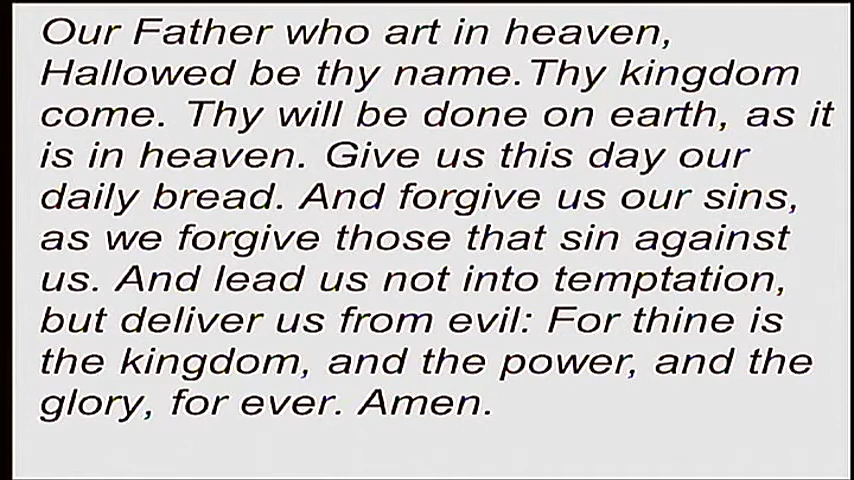 Our Father who art in heaven,
Hallowed be thy name. Thy kingdom
come. Thy will be done on earth, as it
is in heaven. Give us this day our
daily bread. And forgive us our sins,
as we forgive those that sin against
us. And lead us not into temptation,
but deliver us from evil: For thine is
the kingdom, and the power, and the
glory, for ever. Amen.